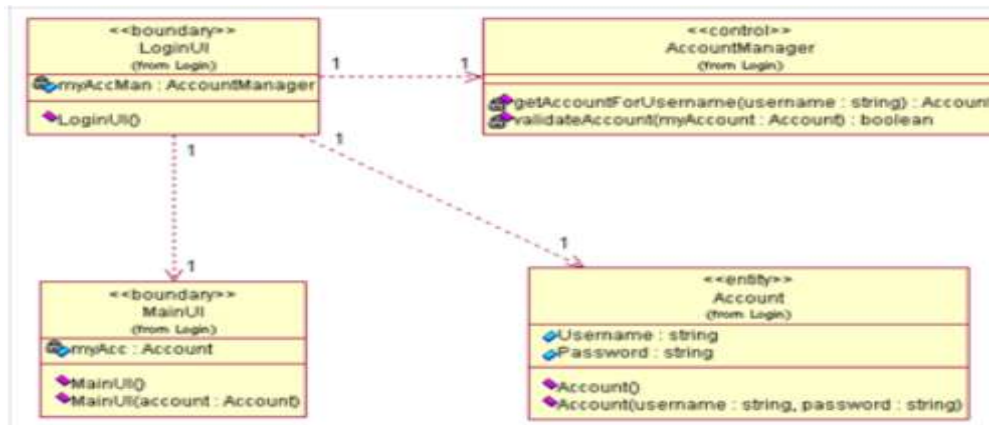 <<boundary>>
LoginUI
(from Login)
myAccMan : AccountManager
LoginUI()
1
1
<<control>>
AccountManager
(from Login)
getAccountForUsername(username : string) : Account
validateAccount(myAccount : Account) : boolean
1
1
1
1
<<boundary>>
MainUI
(from Login)
myAcc : Account
MainUI()
MainUI(account : Account)
<<entity>>
Account
(from Login)
Username : string
Password : string
Account()
Account(username : string, password : string)